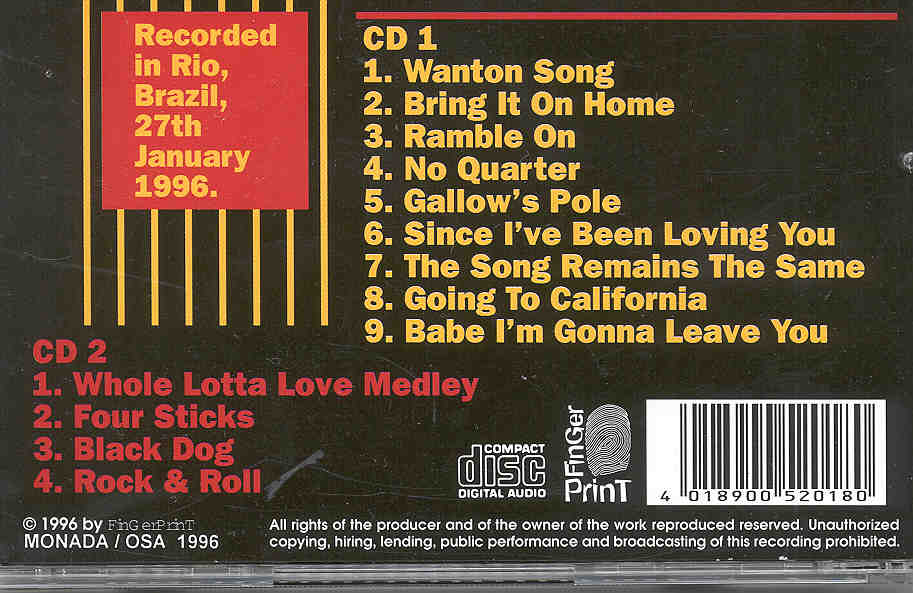 Recorded
in Rio,
Brazil,
27th
January
1996.
CD 1
1. Wanton Song
2. Bring It On Home
3. Ramble On
4. No Quarter
5. Gallow's Pole
6. Since I've Been Loving You
7. The Song Remains The Same
8. Going To California
9. Babe I'm Gonna Leave You
CD 2
1. Whole Lotta Love Medley
2. Four Sticks
3. Black Dog
4. Rock & Roll
COMPACT
disc
DIGITAL AUDIO
FinGer
PrinT
4 018900 520180
© 1996 by FinGerPrinT
MONADA / OSA 1996
All rights of the producer and of the owner of the work reproduced reserved. Unauthorized
copying, hiring, lending, public performance and broadcasting of this recording prohibited.